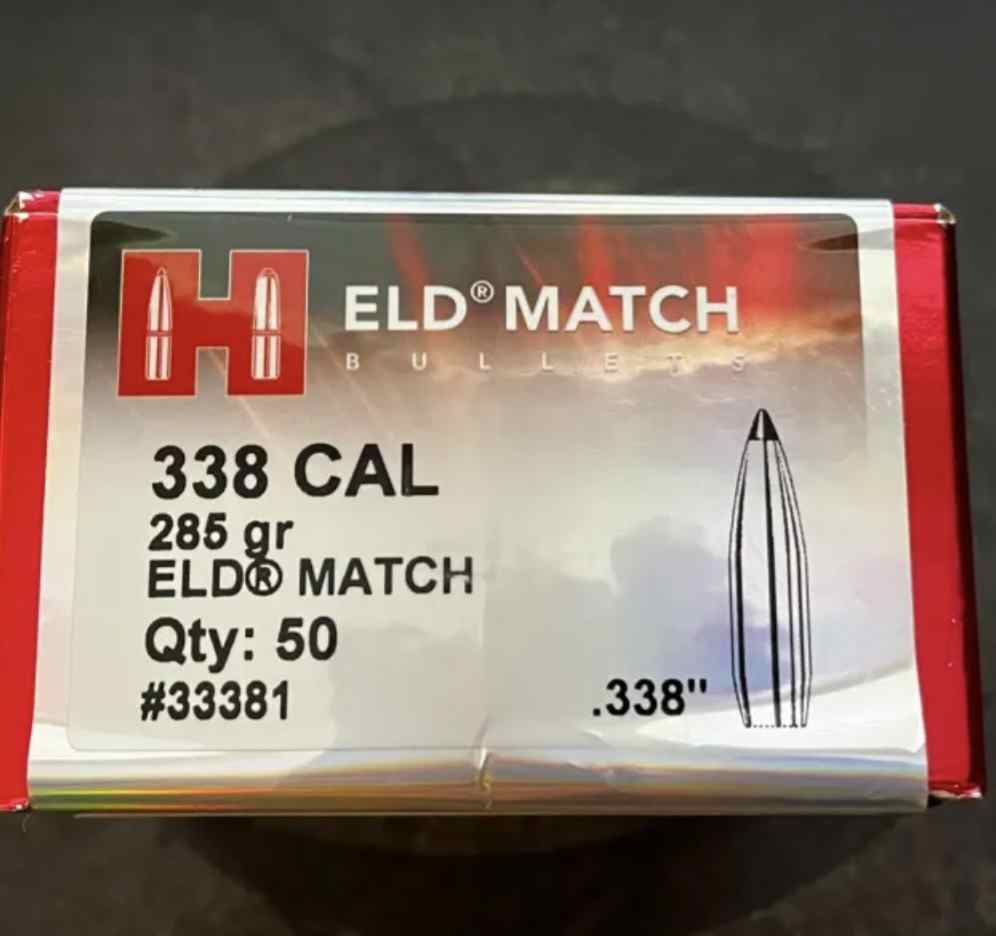 H
ELD® MATCH
BULLETS
338 CAL
285 gr
ELD® MATCH
Qty: 50
#33381
.338"